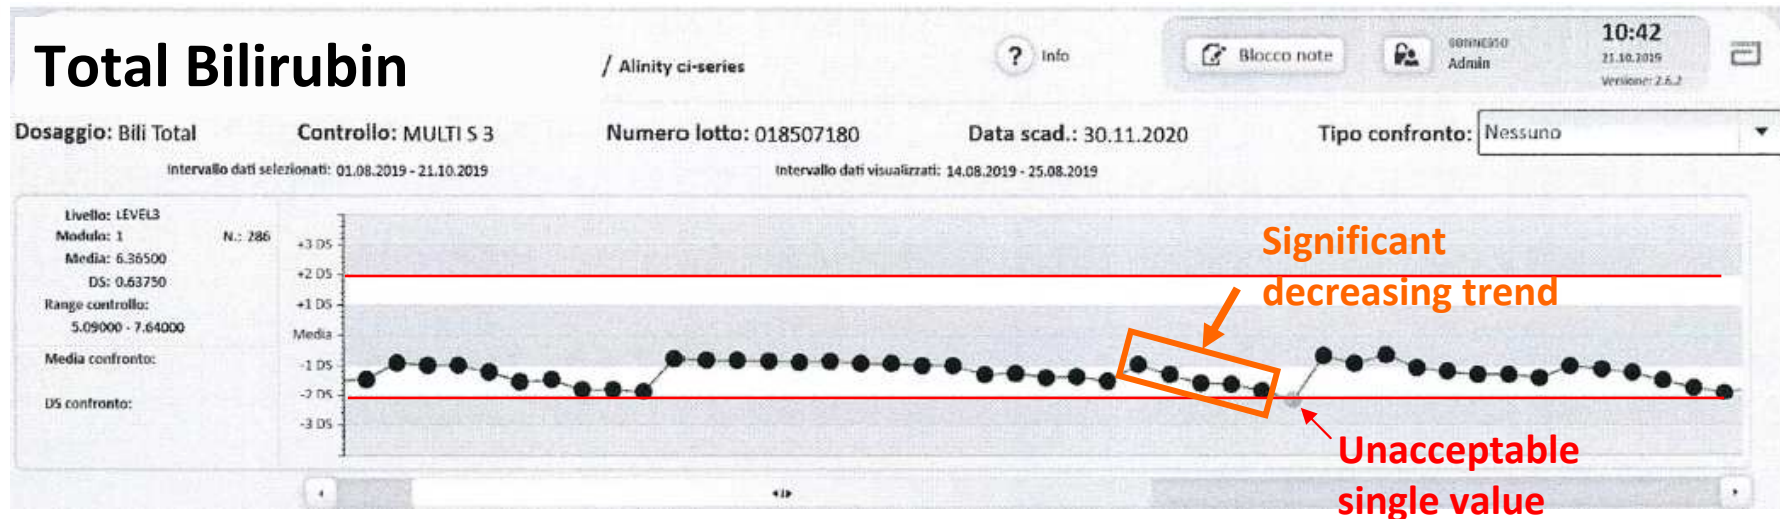 Total Bilirubin
/ Alinity ci-series
? Info
Blocco note
CONNESSO
Admin
10:42
21.10.2019
Versione: 2.6.2
Dosaggio: Bili Total
Controllo: MULTI S 3
Numero lotto: 018507180
Data scad.: 30.11.2020
Tipo confronto: Nessuno
Intervallo dati selezionati: 01.08.2019 - 21.10.2019
Intervallo dati visualizzati: 14.08.2019 - 25.08.2019
Livello: LEVEL3
Modulo: 1
N.: 286
Media: 6.36500
DS: 0.63750
Range controllo:
5.09000 - 7.64000
Media confronto:
DS confronto:
+3 DS
+2 DS
+1 DS
Media
-1 DS
-2 DS
-3 DS
Significant
decreasing trend
Unacceptable
single value